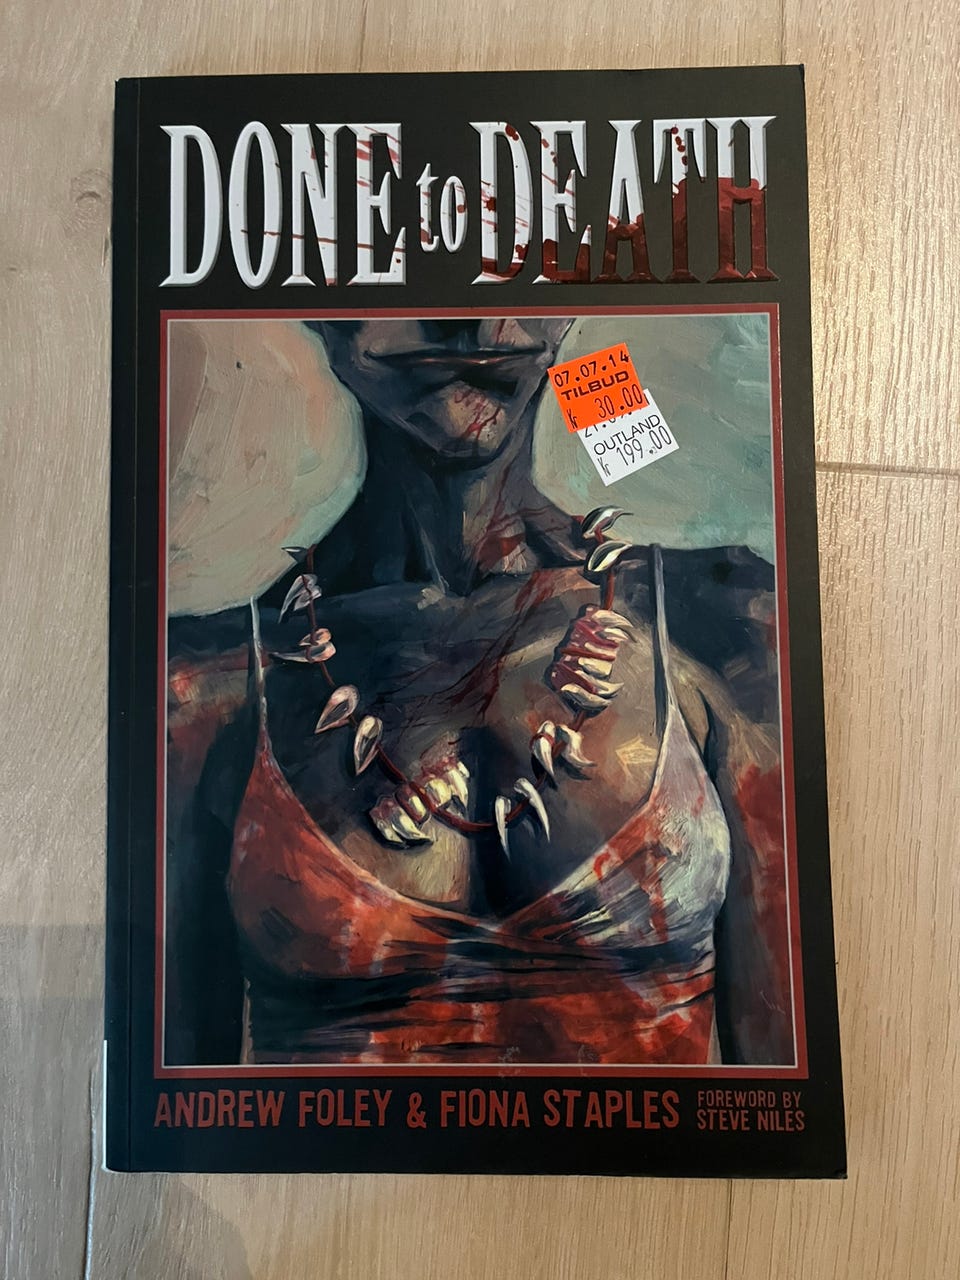 DONE to DEATH
07.07.14
TILBUD
Kr 30.00
OUTLAND
Kr 199.00
ANDREW FOLEY & FIONA STAPLES
FOREWORD BY
STEVE NILES